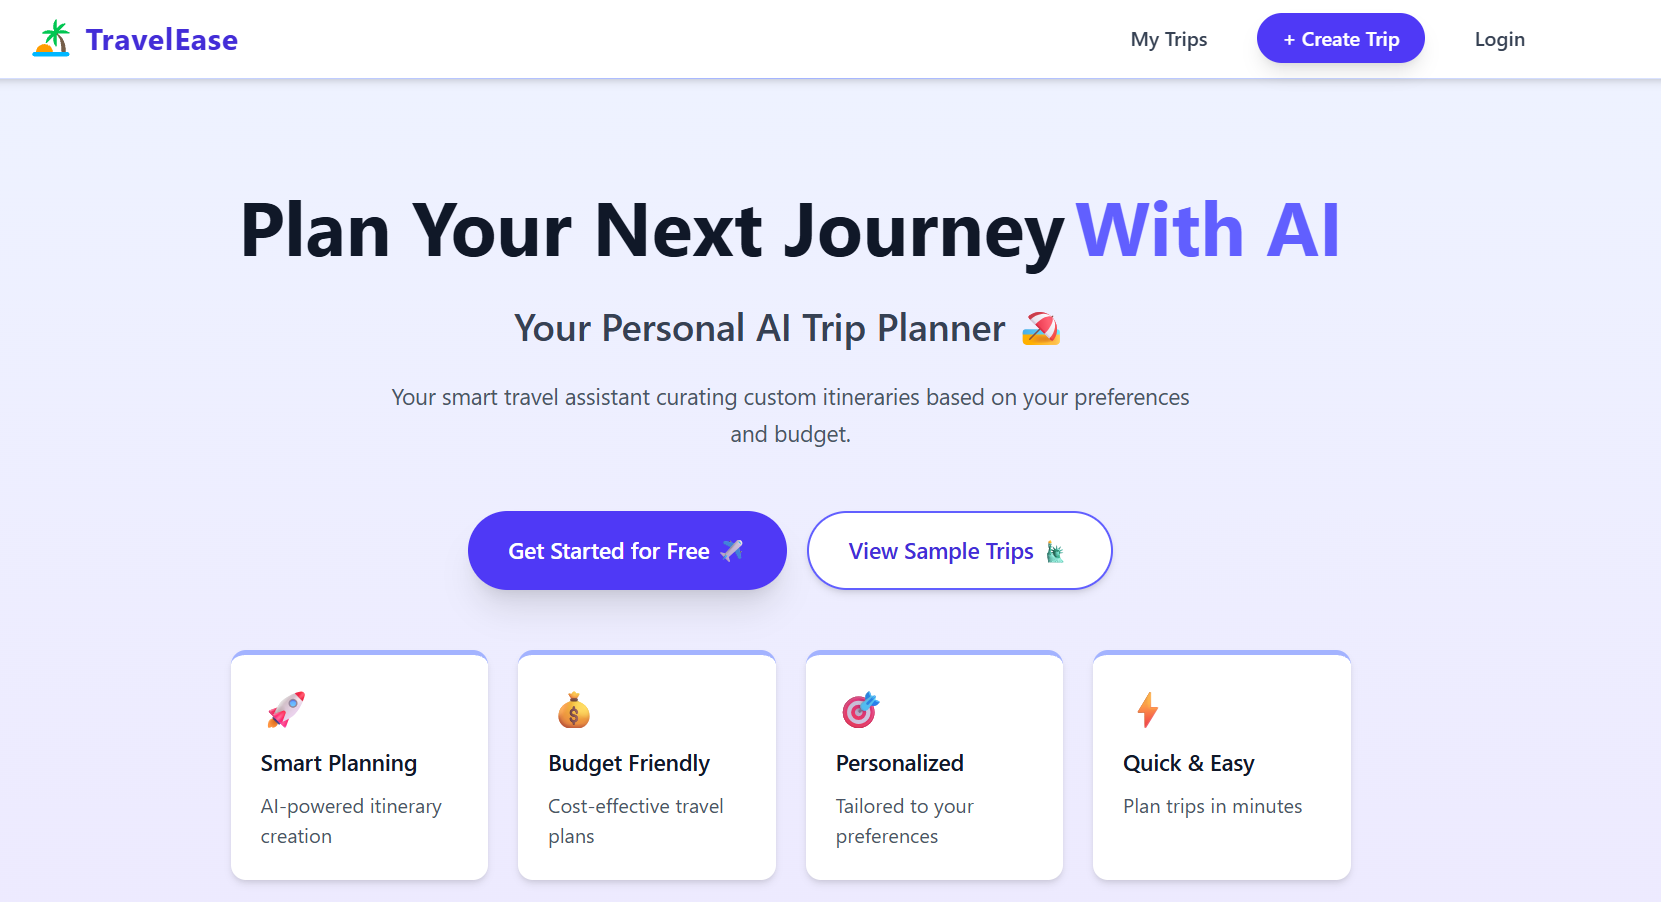 TravelEase
My Trips
+ Create Trip
Login
Plan Your Next Journey With AI
Your Personal AI Trip Planner
Your smart travel assistant curating custom itineraries based on your preferences
and budget.
Get Started for Free
View Sample Trips
Smart Planning
AI-powered itinerary
creation
Budget Friendly
Cost-effective travel
plans
Personalized
Tailored to your
preferences
Quick & Easy
Plan trips in minutes